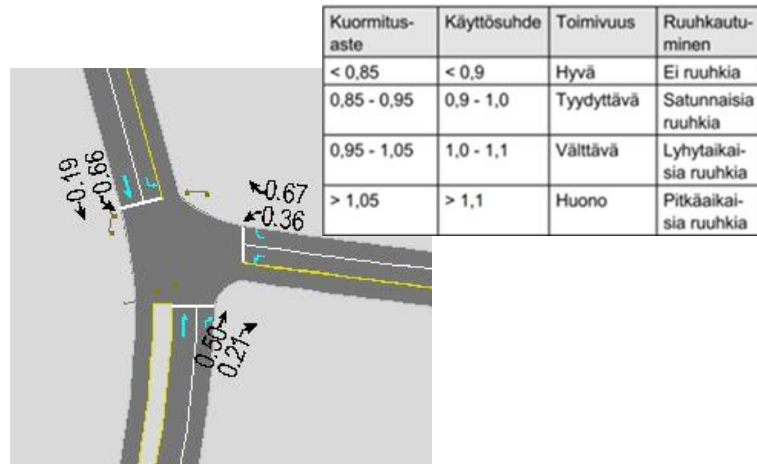 Kuormitus-
aste
Käyttösuhde
Toimivuus
Ruuhkautu-
minen
< 0,85
< 0,9
Hyvä
Ei ruuhkia
0,85 - 0,95
0,9 - 1,0
Tyydyttävä
Satunnaisia
ruuhkia
0,95 - 1,05
1,0 - 1,1
Välttävä
Lyhytaikai-
sia ruuhkia
> 1,05
> 1,1
Huono
Pitkäaikai-
sia ruuhkia
0.19
0.66
0.67
0.36
0.50
0.21